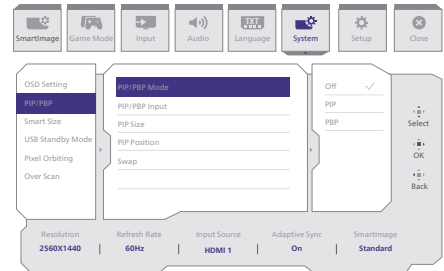 SmartImage
Game Mode
Input
Audio
TXT
Language
System
Setup
Close
OSD Setting
PIP/PBP
Smart Size
USB Standby Mode
Pixel Orbiting
Over Scan
PIP/PBP Mode
PIP/PBP Input
PIP Size
PIP Position
Swap
Off
PIP
PBP
Select
OK
Back
Resolution
2560X1440
Refresh Rate
60Hz
Input Source
HDMI 1
Adaptive Sync
On
SmartImage
Standard